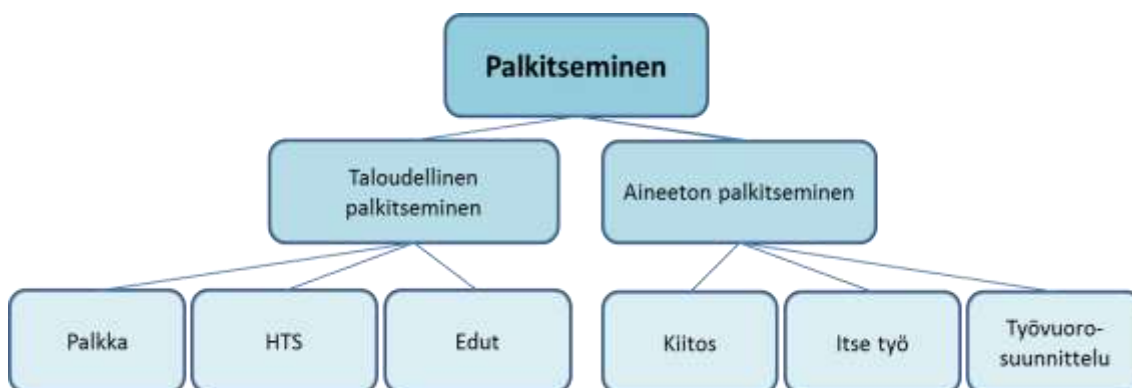 Palkitseminen
Taloudellinen
palkitseminen
Aineeton palkitseminen
Palkka
HTS
Edut
Kiitos
Itse työ
Työvuoro-
suunnittelu